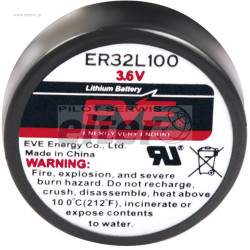 ER32L100
3.6V
Lithium Battery
PILOT SERWIS
EVE
ENERGY VERY ENDURE
EVE Energy Co., Ltd.
Made in China
WARNING:
Fire, explosion, and severe
burn hazard. Do not recharge,
crush, disassemble, heat above
100°C(212°F), incinerate or
expose contents to
water.